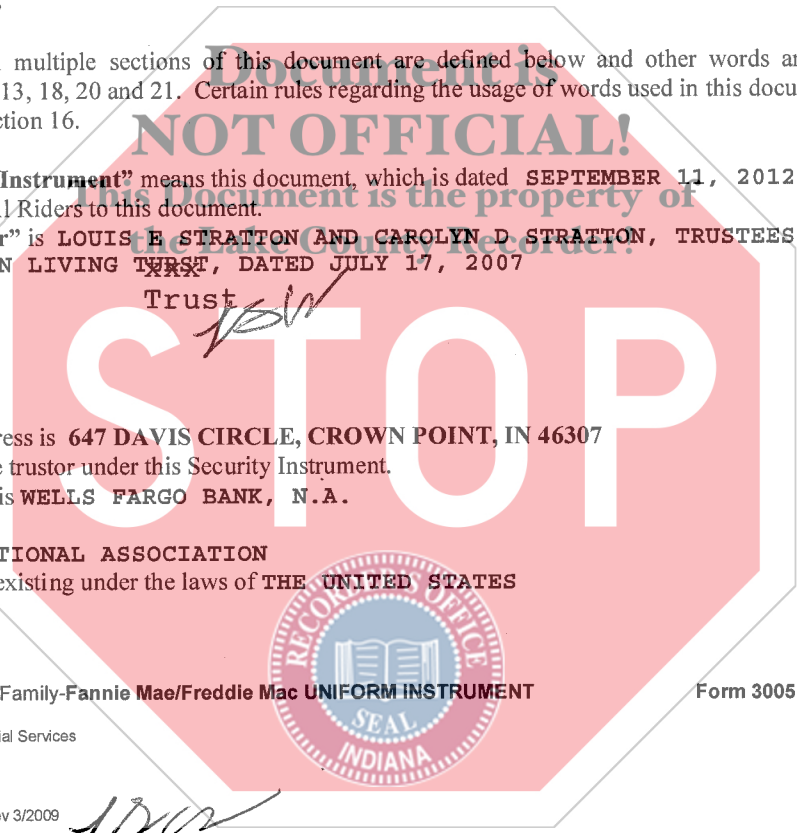 multiple sections of this document are defined below and other words
13, 18, 20 and 21. Certain rules regarding the usage of words used in this docu
ction 16.
Document is
NOT OFFICIAL!
This Document is the property of
the Lake County Recorder!
Instrument” means this document, which is dated SEPTEMBER 11, 2012
l Riders to this document.
r” is LOUIS E STRATTON AND CAROLYN D STRATTON, TRUSTEES
N LIVING TURST, DATED JULY 17, 2007
xxxx
Trust
STOP
ress is 647 DAVIS CIRCLE, CROWN POINT, IN 46307
e trustor under this Security Instrument.
is WELLS FARGO BANK, N.A.
TIONAL ASSOCIATION
existing under the laws of THE UNITED STATES
RECORDER'S OFFICE
SEAL
INDIANA
Family-Fannie Mae/Freddie Mac UNIFORM INSTRUMENT Form 3005
ial Services
ev 3/2009